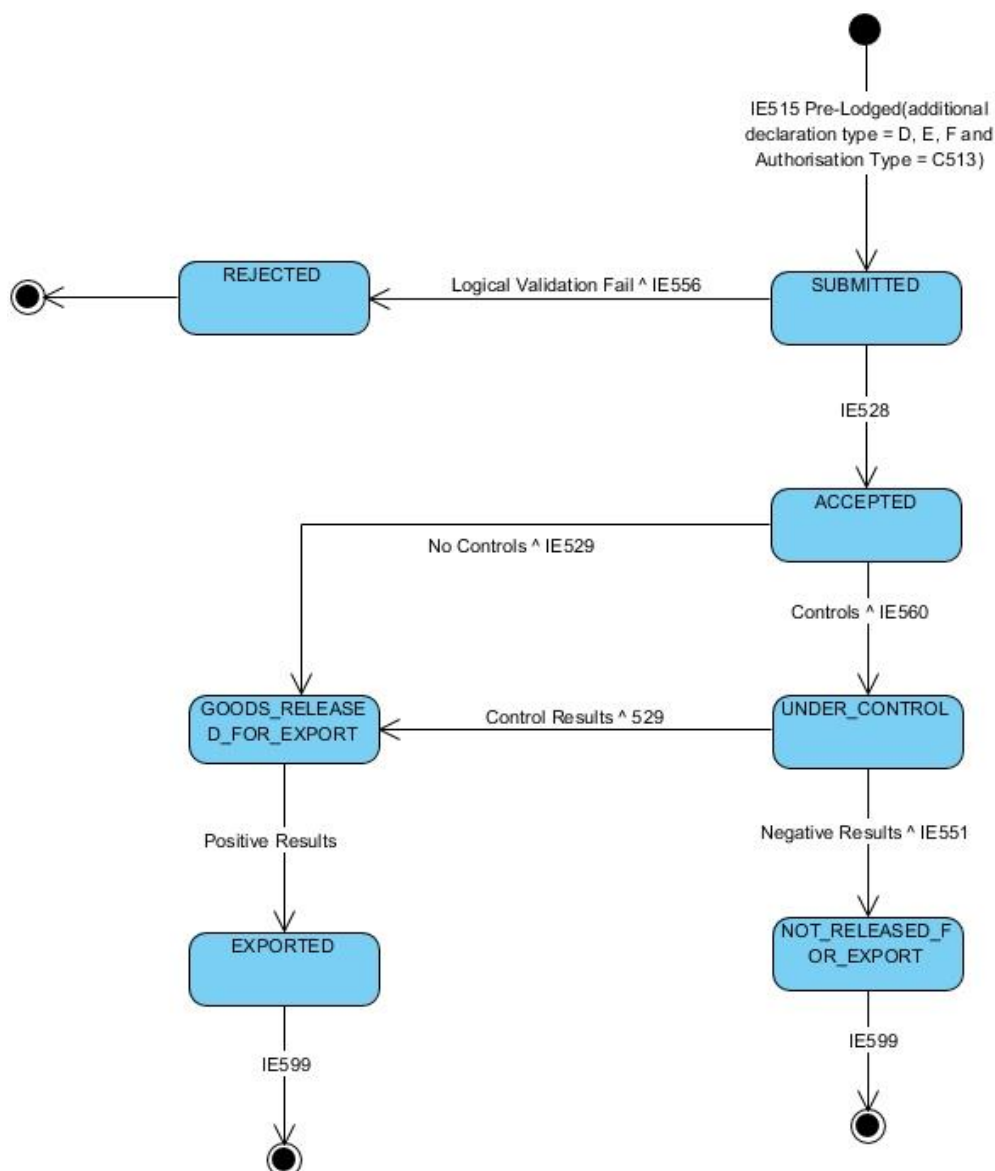 IE515 Pre-Lodged(additional
declaration type = D, E, F and
Authorisation Type = C513)
REJECTED
Logical Validation Fail ^ IE556
SUBMITTED
IE528
ACCEPTED
No Controls ^ IE529
Controls ^ IE560
GOODS_RELEASE
D_FOR_EXPORT
Control Results ^ 529
UNDER_CONTROL
Positive Results
Negative Results ^ IE551
EXPORTED
NOT_RELEASED_F
OR_EXPORT
IE599
IE599